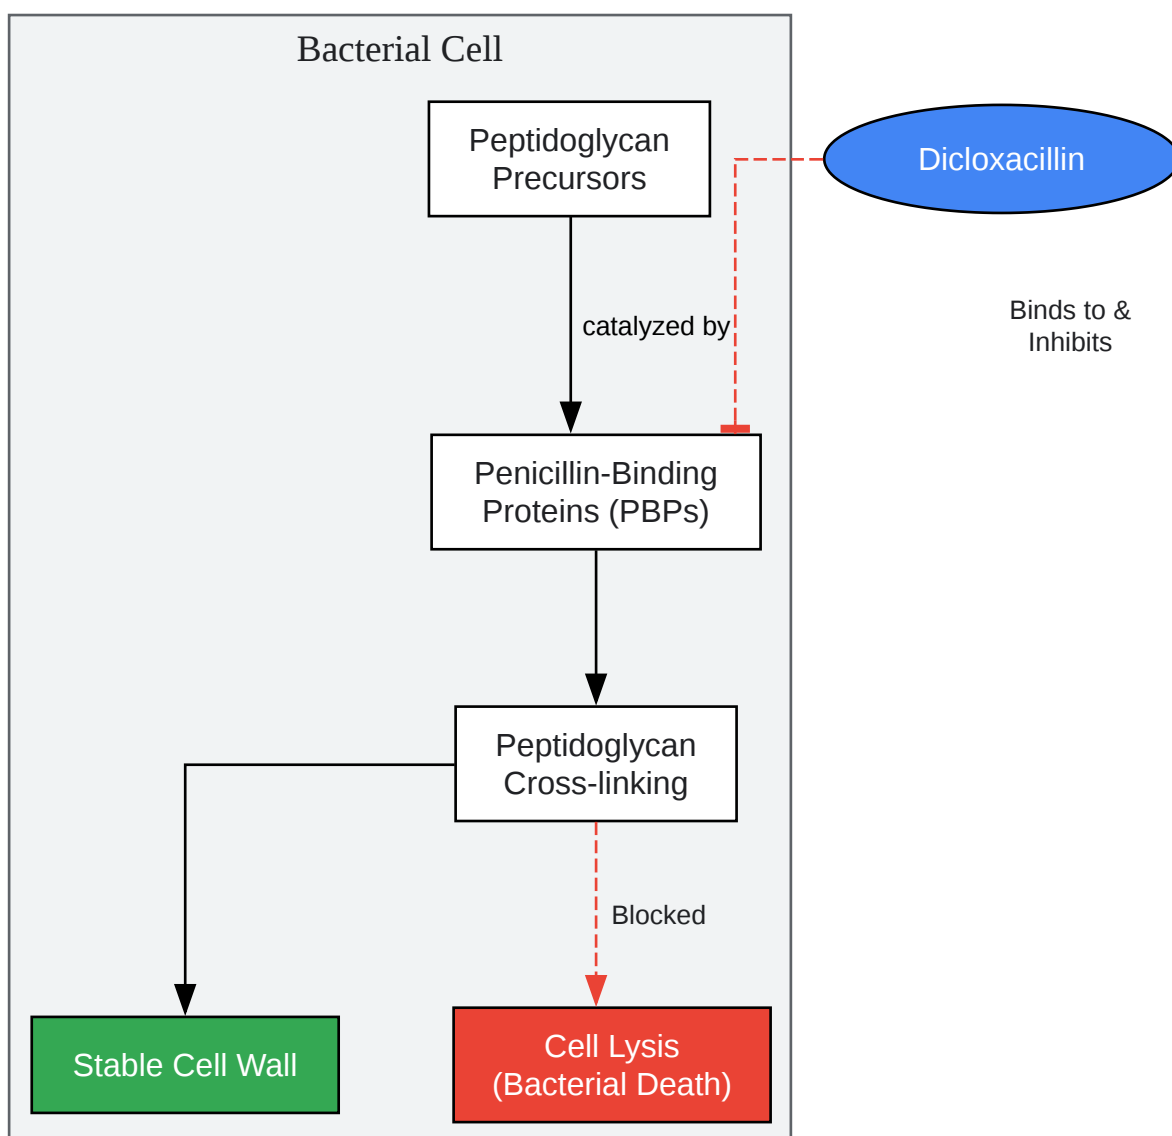 Bacterial Cell
Peptidoglycan
Precursors
Dicloxacillin
catalyzed by
Binds to &
Inhibits
Penicillin-Binding
Proteins (PBPs)
Peptidoglycan
Cross-linking
Blocked
Stable Cell Wall
Cell Lysis
(Bacterial Death)